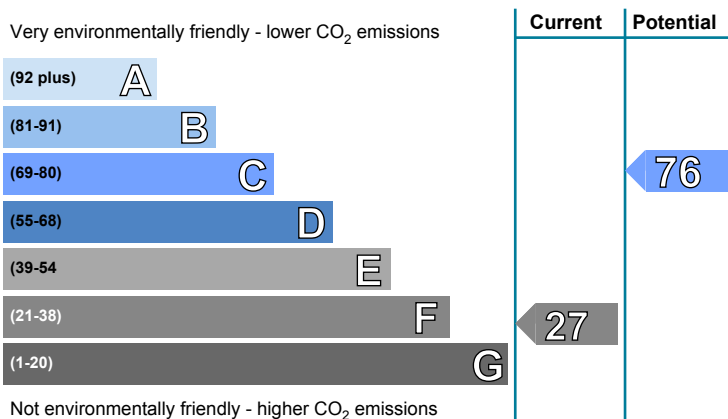 Current Potential
Very environmentally friendly - lower CO2 emissions
(92 plus) A
(81-91) B
(69-80) C 76
(55-68) D
(39-54 E
(21-38) F 27
(1-20) G
Not environmentally friendly - higher CO2 emissions